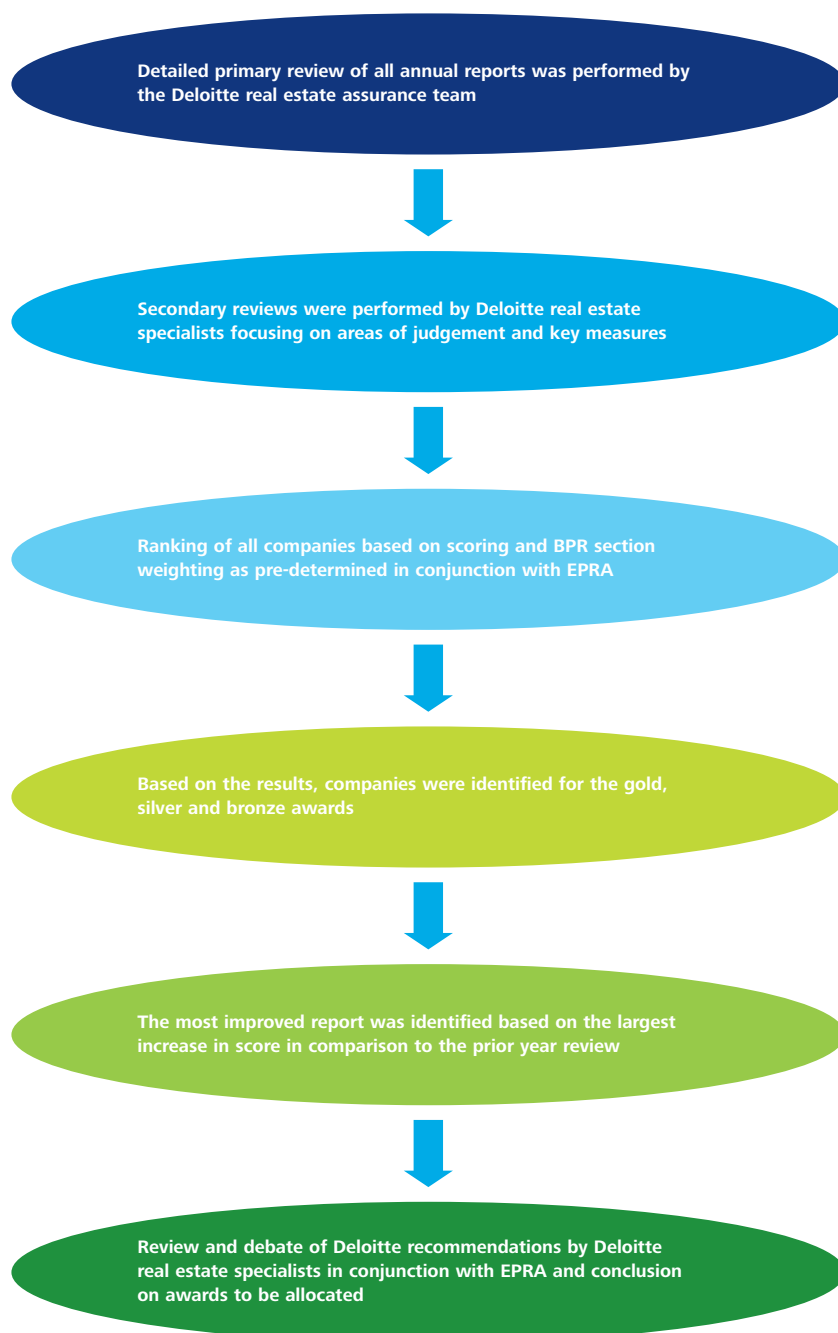 Detailed primary review of all annual reports was performed by
the Deloitte real estate assurance team
Secondary reviews were performed by Deloitte real estate
specialists focusing on areas of judgement and key measures
Ranking of all companies based on scoring and BPR section
weighting as pre-determined in conjunction with EPRA
Based on the results, companies were identified for the gold,
silver and bronze awards
The most improved report was identified based on the largest
increase in score in comparison to the prior year review
Review and debate of Deloitte recommendations by Deloitte
real estate specialists in conjunction with EPRA and conclusion
on awards to be allocated